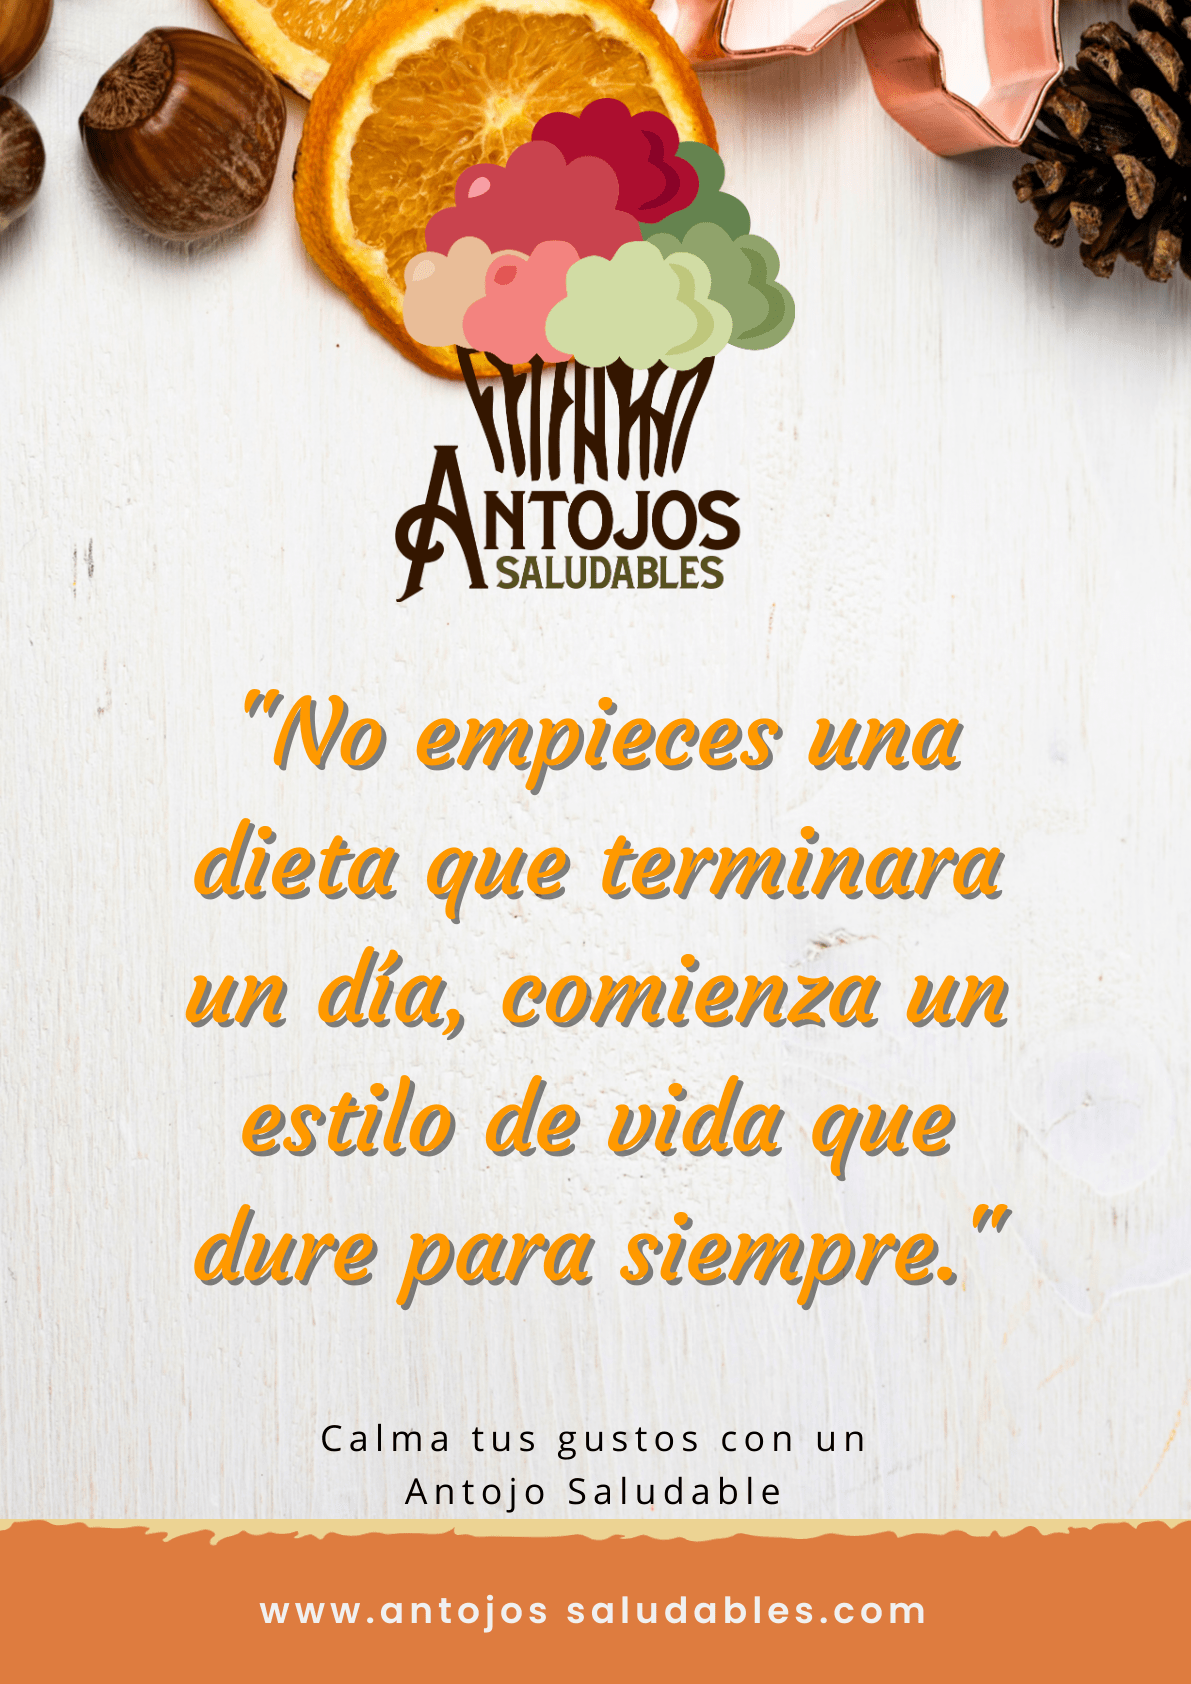 ANTOJOS
SALUDABLES
"No empieces una
dieta que terminara
un día, comienza un
estilo de vida que
dure para siempre."
Calma tus gustos con un
Antojo Saludable
www.antojos saludables.com